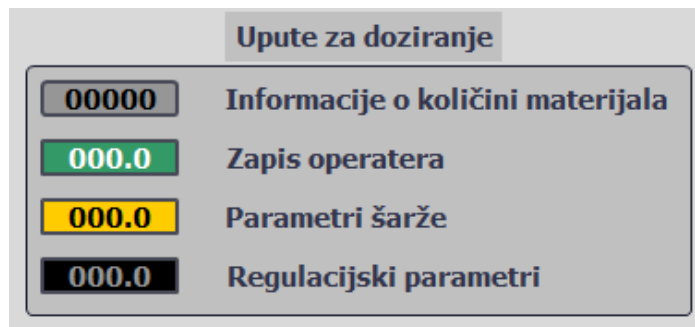 Upute za doziranje
00000 Informacije o količini materijala
000.0 Zapis operatera
000.0 Parametri šarže
000.0 Regulacijski parametri